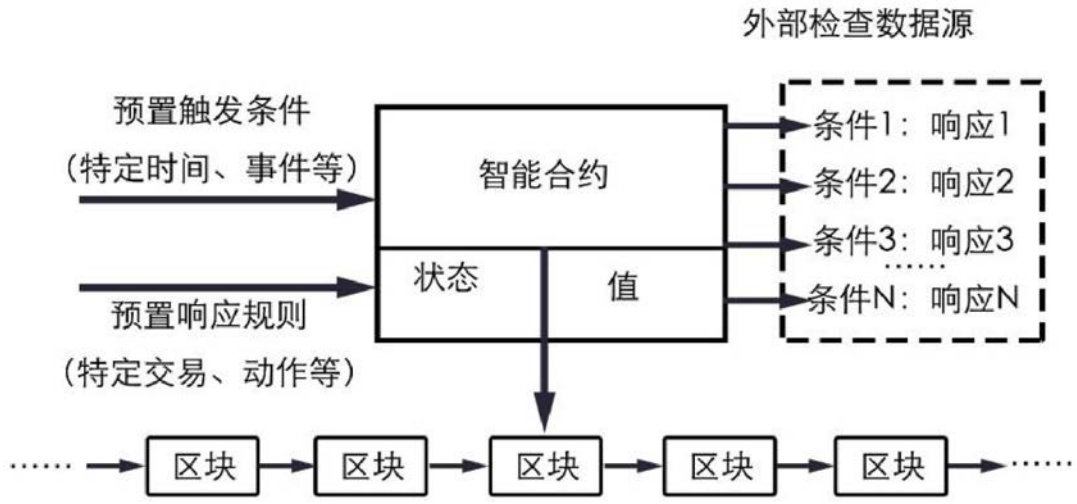 外部检查数据源
预置触发条件
（特定时间、事件等）
智能合约
状态
值
预置响应规则
（特定交易、动作等）
条件1：响应1
条件2：响应2
条件3：响应3
……
条件N：响应N
…… 区块 区块 区块 区块 区块 ……